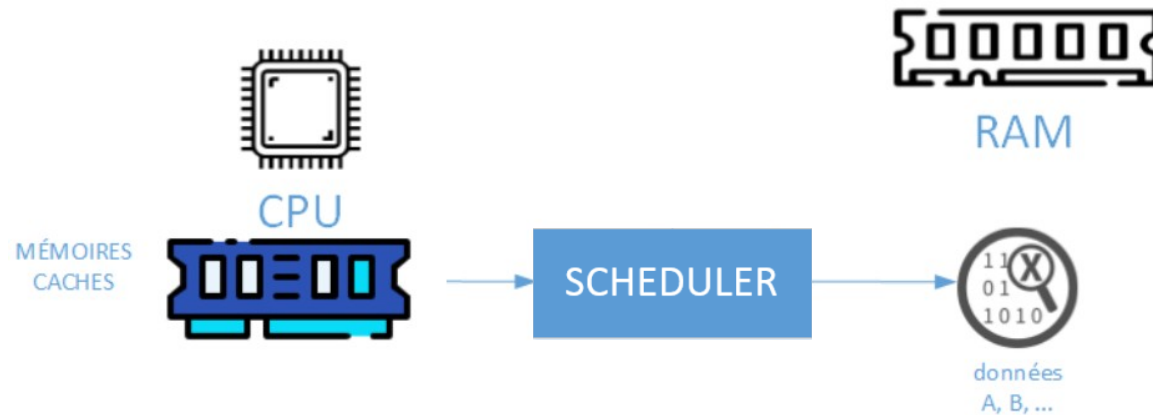 RAM
CPU
MÉMOIRES
CACHES
SCHEDULER
11
X
01
1010
données
A, B, ...